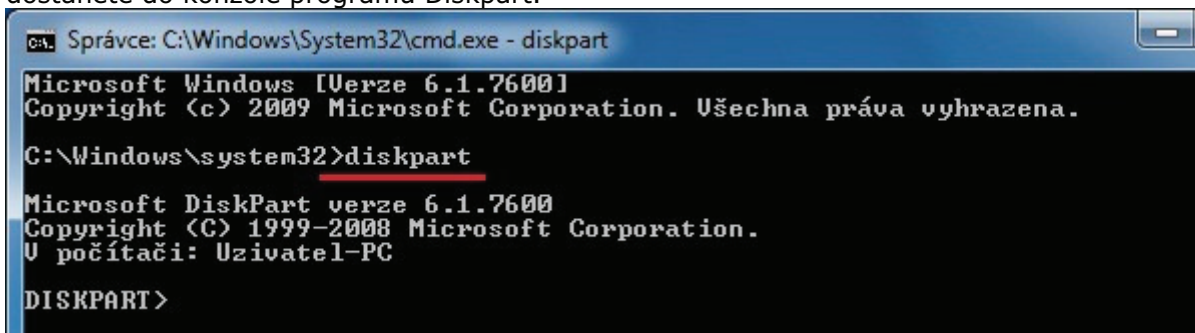 dostanete do konzole programu Diskpart.
Správce: C:\Windows\System32\cmd.exe - diskpart
Microsoft Windows [Verze 6.1.7600]
Copyright (c) 2009 Microsoft Corporation. Všechna práva vyhrazena.
C:\Windows\system32>diskpart
Microsoft DiskPart verze 6.1.7600
Copyright (C) 1999-2008 Microsoft Corporation.
V počítači: Uzivatel-PC
DISKPART>